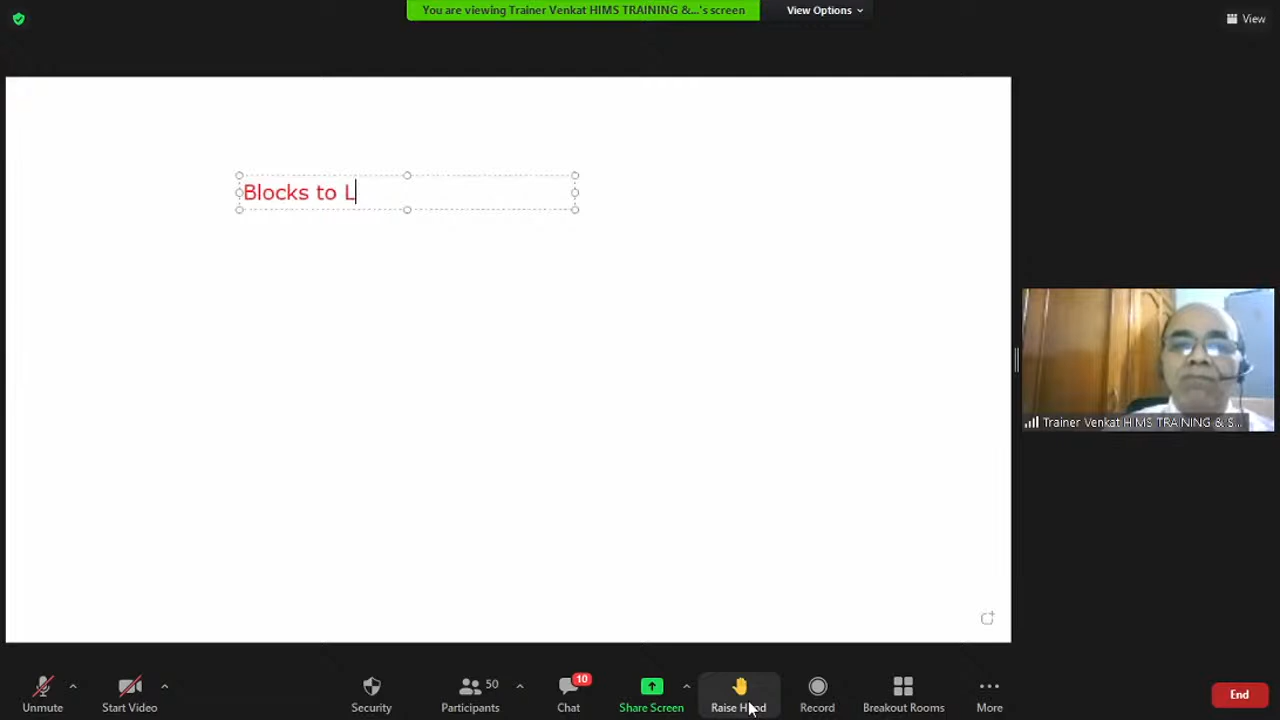 You are viewing Trainer Venkat HIMS TRAINING &...'s screen
View Options
View
Blocks to L
Trainer Venkat HIMS TRAINING & S...
Unmute
Start Video
Security
50
Participants
10
Chat
Share Screen
Raise Hand
Record
Breakout Rooms
More
End